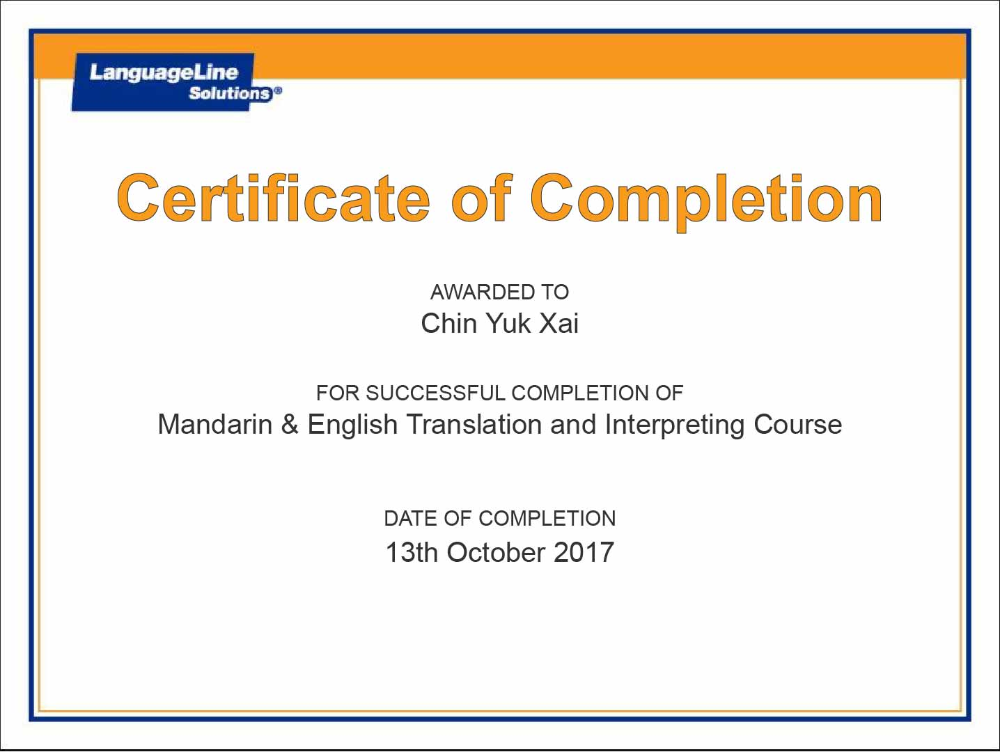 LanguageLine
Solutions®
Certificate of Completion
AWARDED TO
Chin Yuk Xai
FOR SUCCESSFUL COMPLETION OF
Mandarin & English Translation and Interpreting Course
DATE OF COMPLETION
13th October 2017